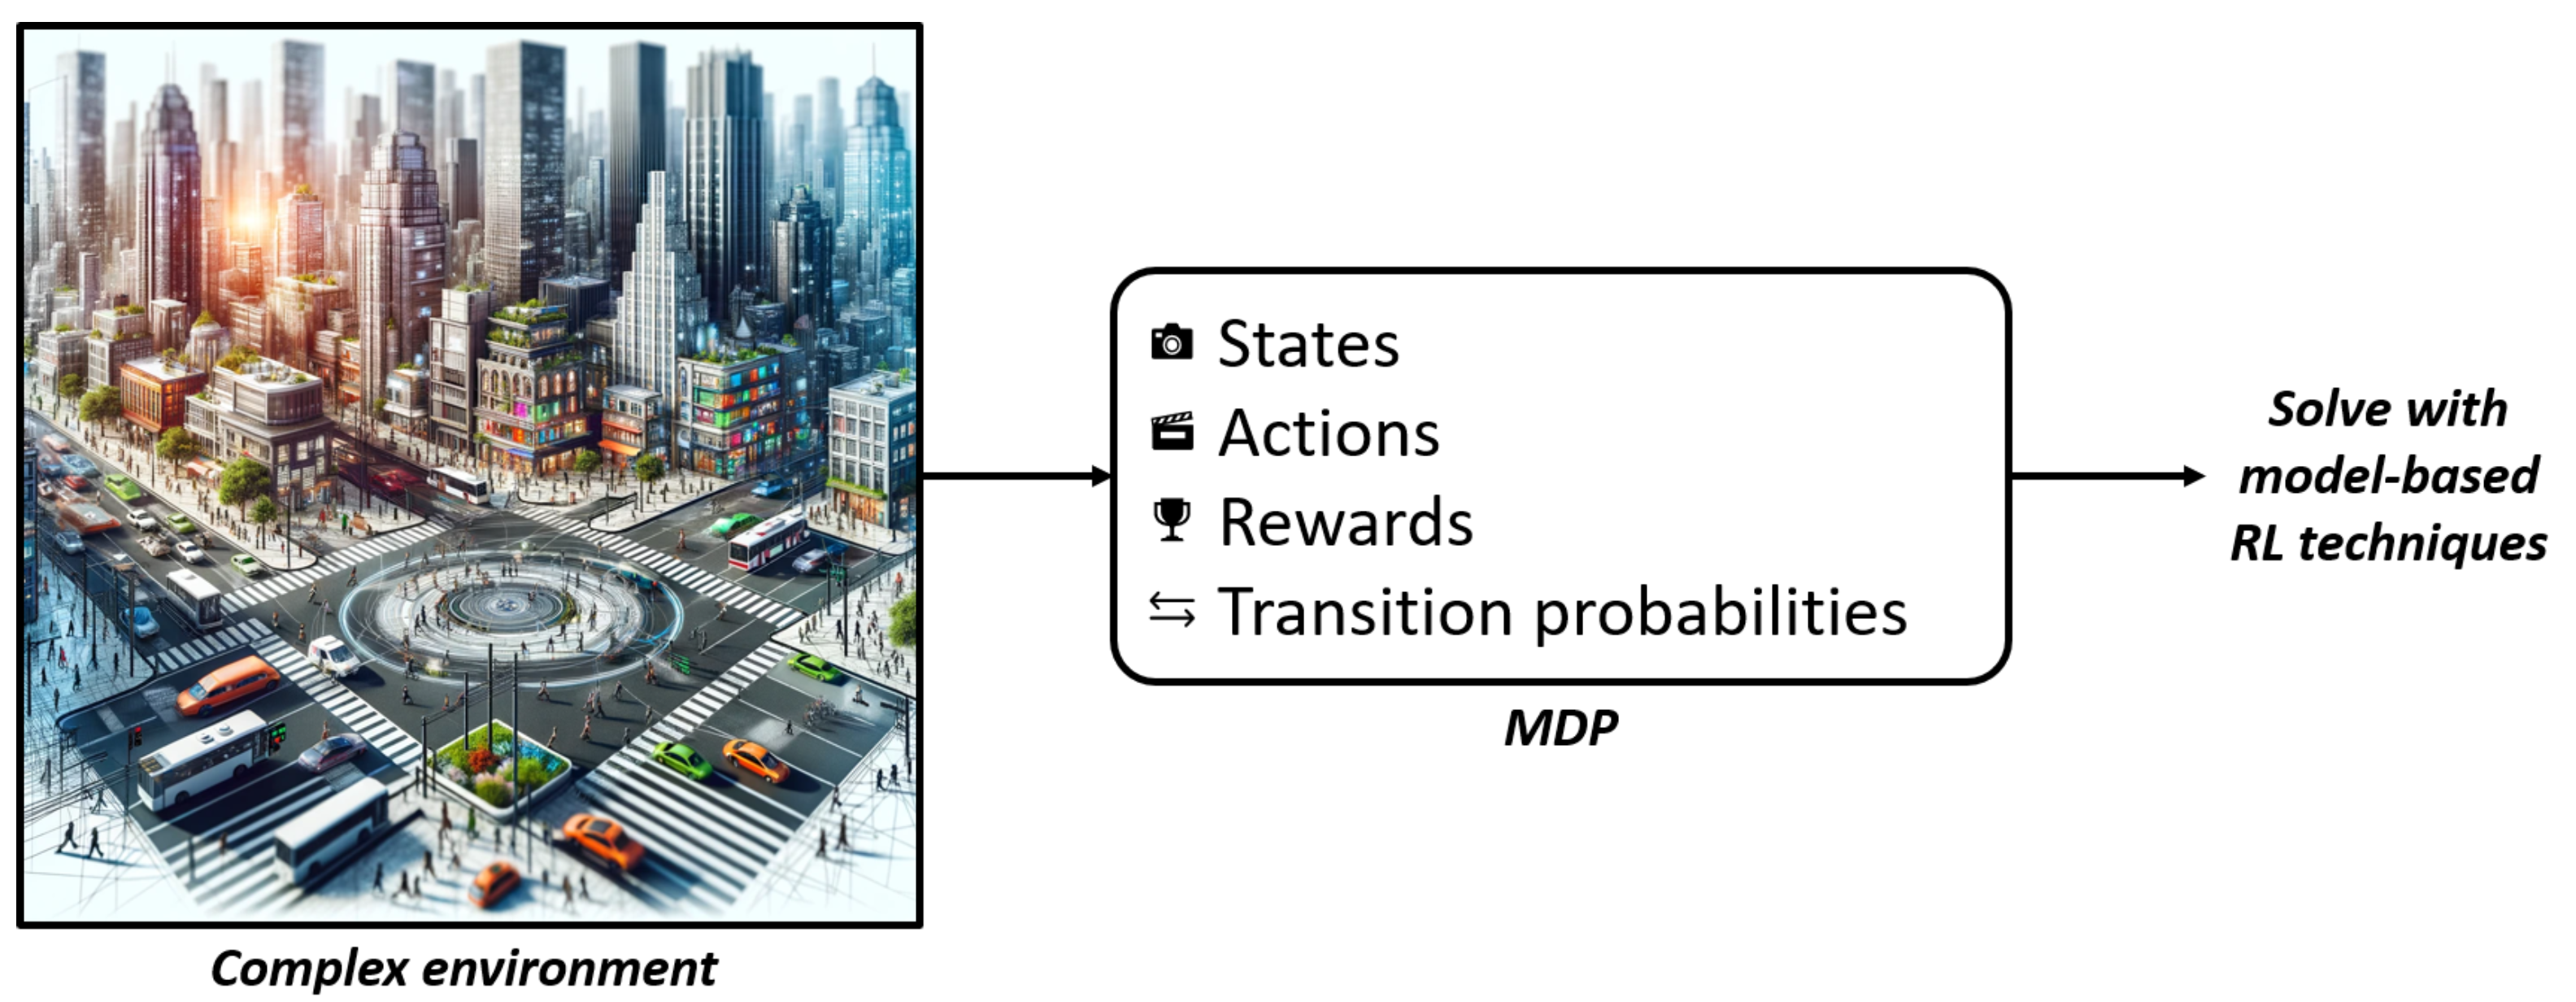 Complex environment
States
Actions
Rewards
Transition probabilities
MDP
Solve with
model-based
RL techniques